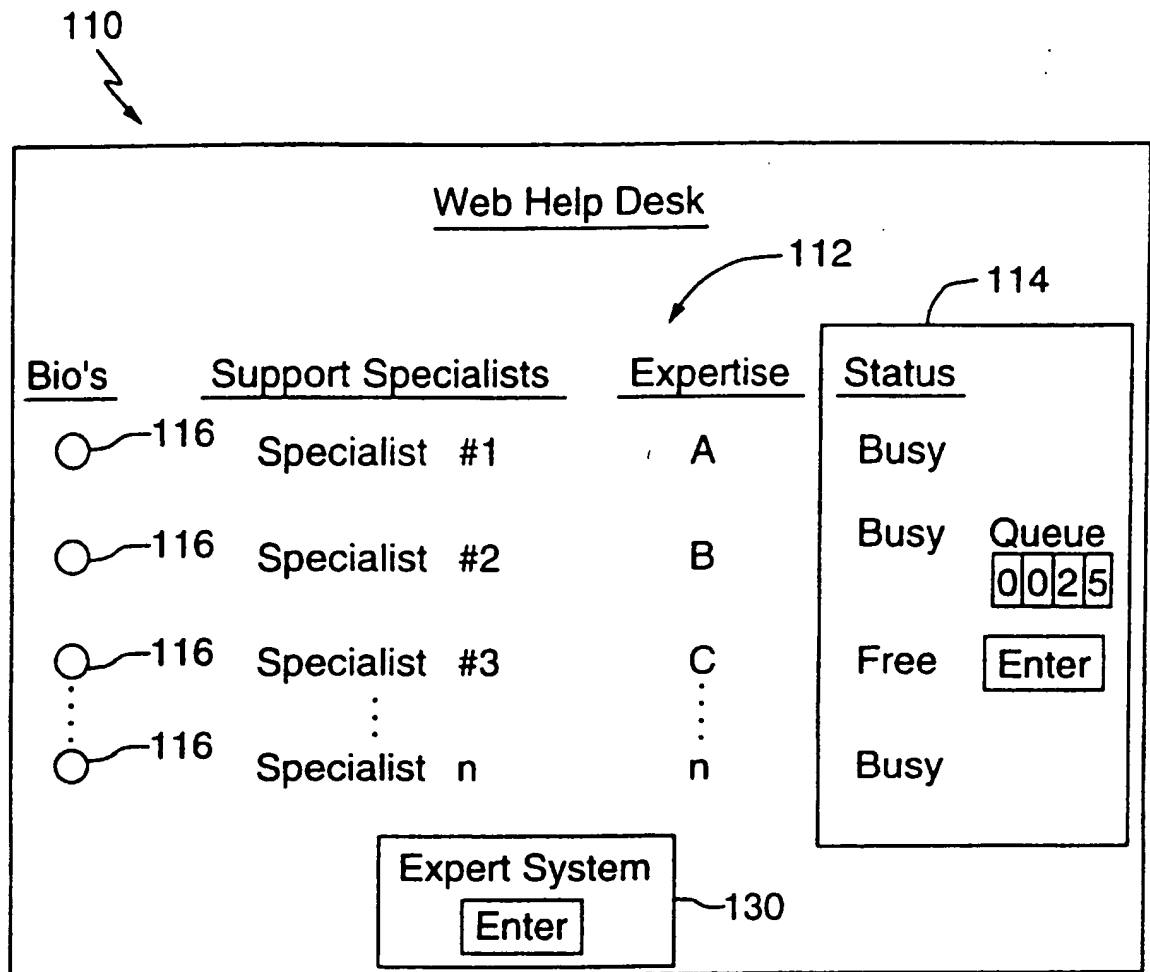 110
Web Help Desk
112
114
Bio's Support Specialists Expertise Status
116 Specialist #1 A Busy
116 Specialist #2 B Busy Queue
0025
116 Specialist #3 C Free Enter
116 Specialist n n Busy
Expert System
Enter
130